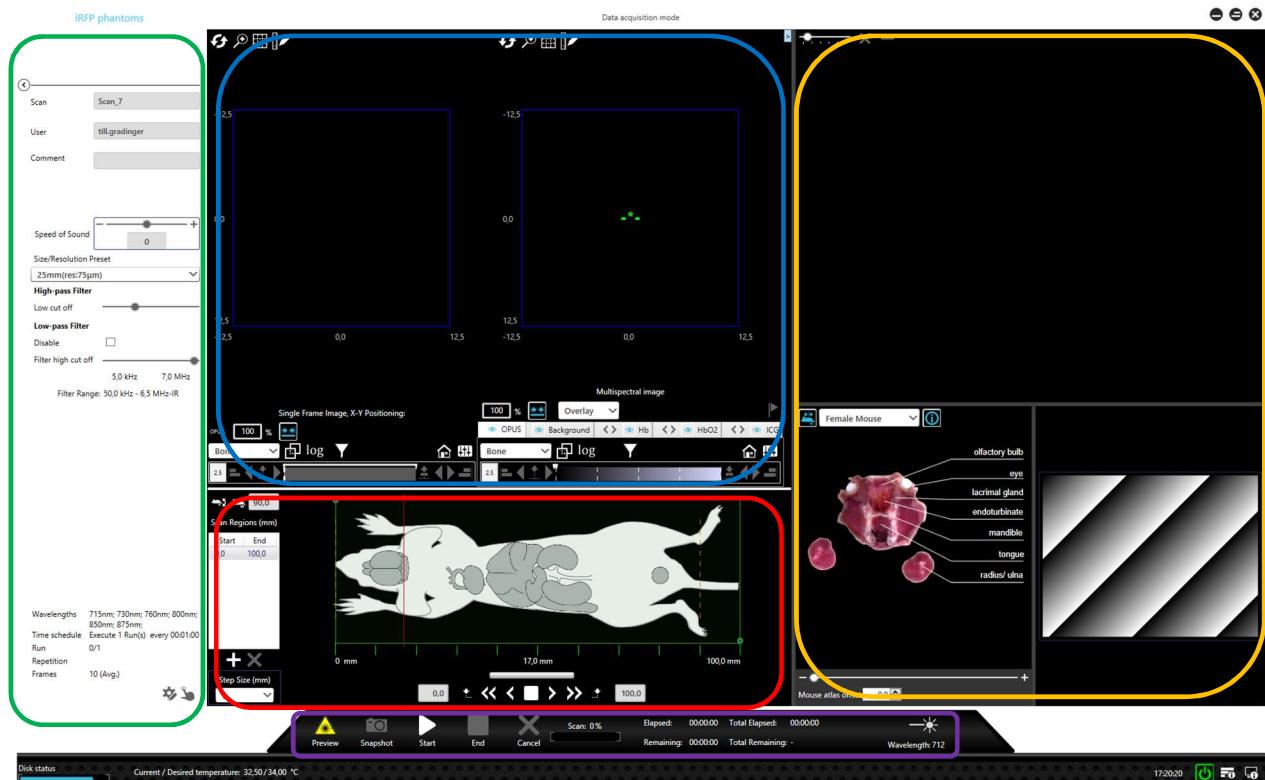 iRFP phantoms
Data acquisition mode
Scan Scan_7
User till.gradinger
Comment
Speed of Sound
0
Size/Resolution Preset
25mm(res:75µm)
High-pass Filter
Low cut off
Low-pass Filter
Disable
Filter high cut off
5,0 kHz 7,0 MHz
Filter Range: 50,0 kHz - 6,5 MHz-IR
Wavelengths 715nm; 730nm; 760nm; 800nm;
850nm; 875nm;
Time schedule Execute 1 Run(s) every 00:01:00
Run 0/1
Repetition
Frames 10 (Avg.)
-12,5 -12,5
0,0 0,0
12,5 12,5
-12,5 0,0 12,5 -12,5 0,0 12,5
Multispectral image
100 % Overlay
Single Frame Image, X-Y Positioning:
OPUS 100 % OPUS Background Hb HbO2 ICG
Bone log Bone log
2,5 2,5
90,0
Scan Regions (mm)
Start End
0,0 100,0
Step Size (mm)
0 mm 17,0 mm 100,0 mm
0,0 100,0
Female Mouse
olfactory bulb
eye
lacrimal gland
endoturbinate
mandible
tongue
radius/ ulna
Mouse atlas 0,0
Preview Snapshot Start End Cancel
Scan: 0%
Elapsed: 00:00:00 Total Elapsed: 00:00:00
Remaining: 00:00:00 Total Remaining: -
Wavelength: 712
Disk status
Current / Desired temperature: 32,50/34,00 °C
17:20:20